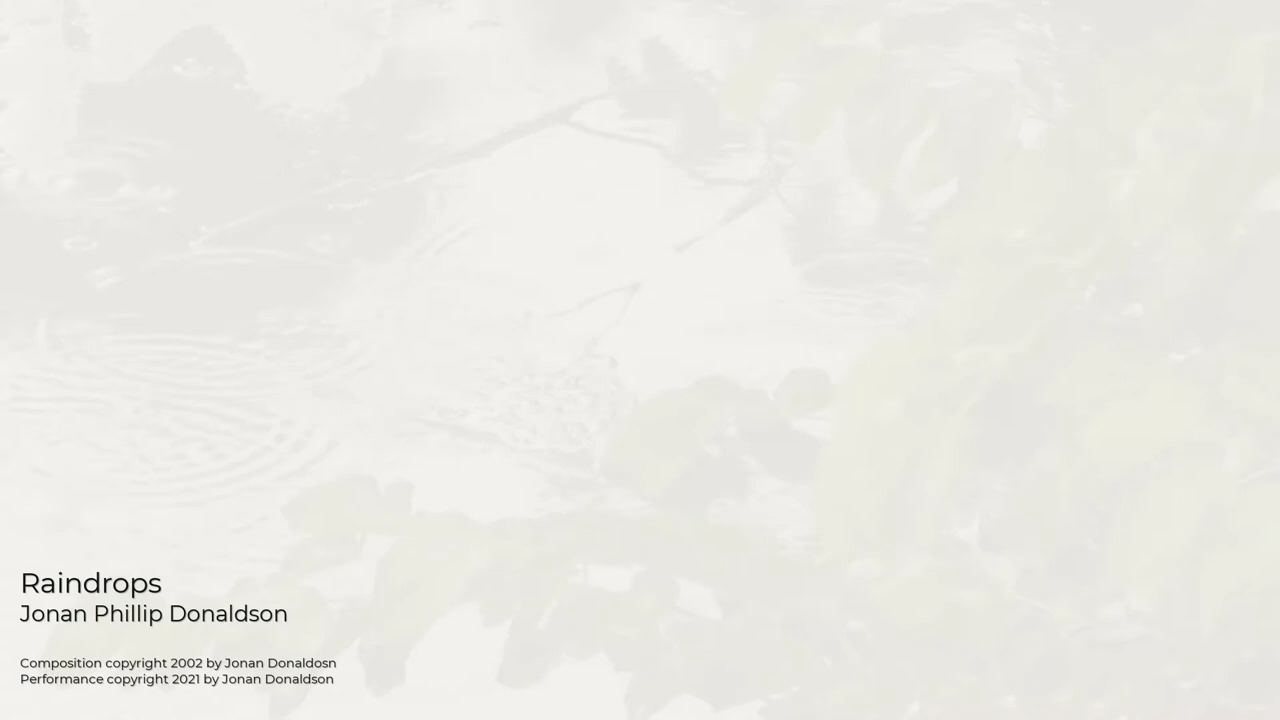 Raindrops
Jonan Phillip Donaldson
Composition copyright 2002 by Jonan Donaldosn
Performance copyright 2021 by Jonan Donaldson